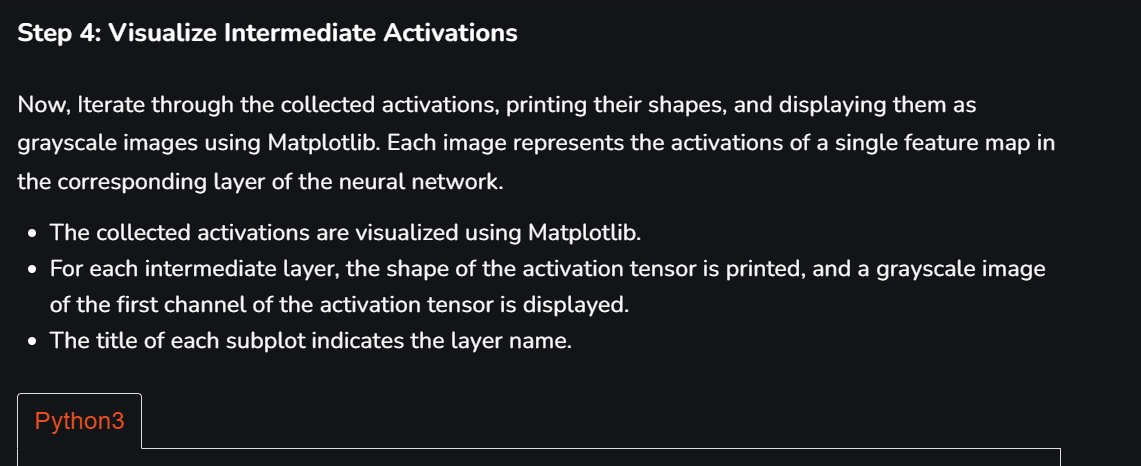 Step 4: Visualize Intermediate Activations
Now, Iterate through the collected activations, printing their shapes, and displaying them as
grayscale images using Matplotlib. Each image represents the activations of a single feature map in
the corresponding layer of the neural network.
• The collected activations are visualized using Matplotlib.
• For each intermediate layer, the shape of the activation tensor is printed, and a grayscale image
of the first channel of the activation tensor is displayed.
• The title of each subplot indicates the layer name.
Python3